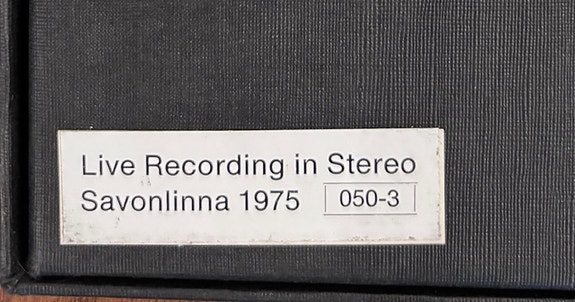 Live Recording in Stereo
Savonlinna 1975 050-3